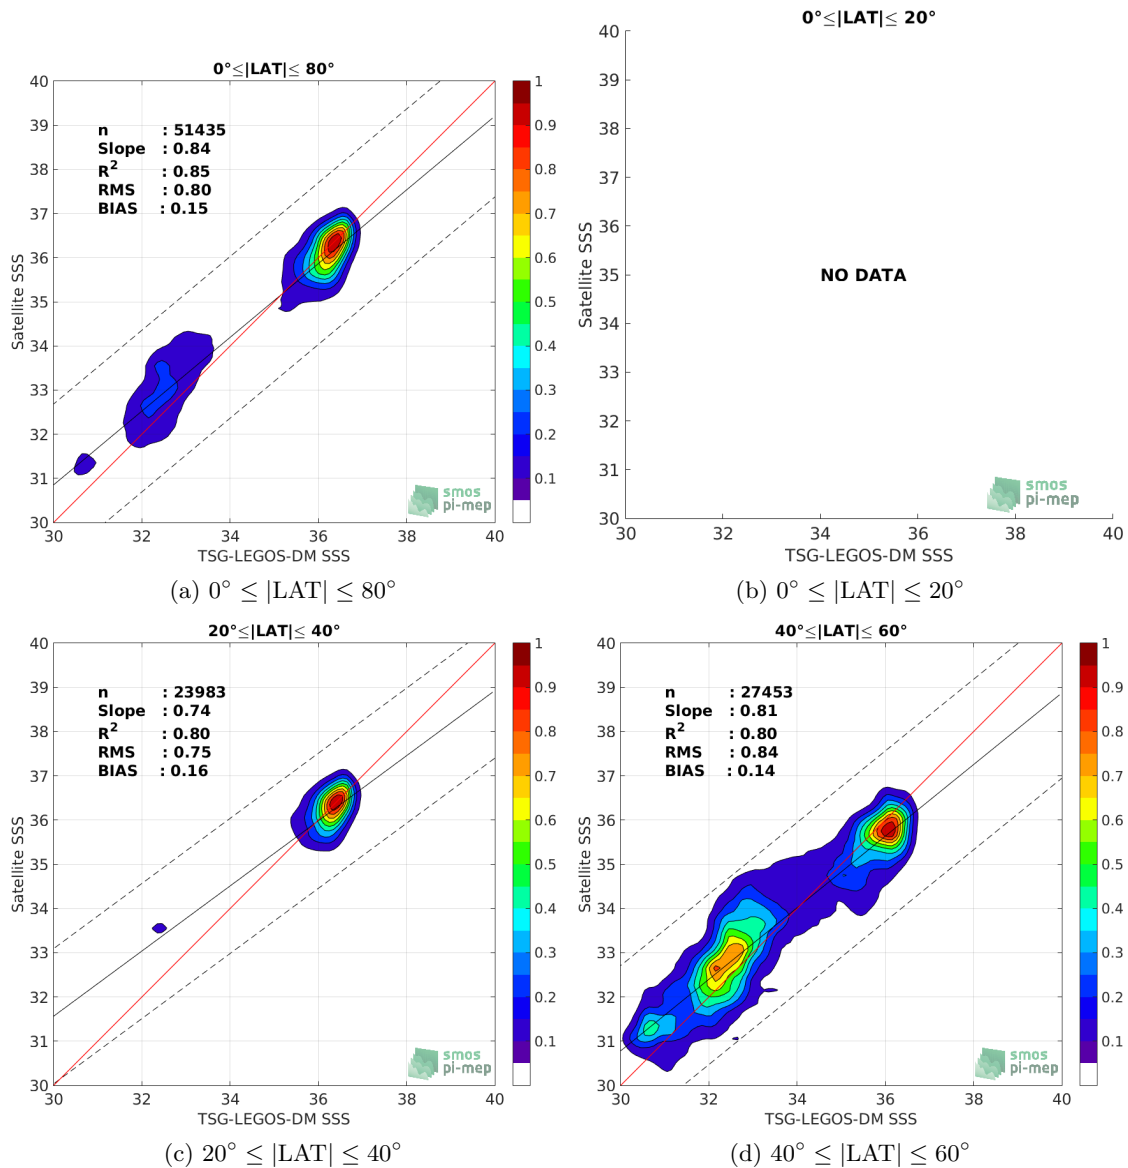 0°≤|LAT|≤ 80°
n : 51435
Slope : 0.84
R2 : 0.85
RMS : 0.80
BIAS : 0.15
40
39
38
37
36
35
34
33
32
31
30
30 32 34 36 38 40
Satellite SSS
TSG-LEGOS-DM SSS
1
0.9
0.8
0.7
0.6
0.5
0.4
0.3
0.2
0.1
smos
pi-mep
(a) 0° ≤ |LAT| ≤ 80°
0°≤|LAT|≤ 20°
40
39
38
37
36
35
34
33
32
31
30
30 32 34 36 38 40
Satellite SSS
NO DATA
TSG-LEGOS-DM SSS
smos
pi-mep
(b) 0° ≤ |LAT| ≤ 20°
20°≤|LAT|≤ 40°
n : 23983
Slope : 0.74
R2 : 0.80
RMS : 0.75
BIAS : 0.16
40
39
38
37
36
35
34
33
32
31
30
30 32 34 36 38 40
Satellite SSS
TSG-LEGOS-DM SSS
1
0.9
0.8
0.7
0.6
0.5
0.4
0.3
0.2
0.1
smos
pi-mep
(c) 20° ≤ |LAT| ≤ 40°
40°≤|LAT|≤ 60°
n : 27453
Slope : 0.81
R2 : 0.80
RMS : 0.84
BIAS : 0.14
40
39
38
37
36
35
34
33
32
31
30
30 32 34 36 38 40
Satellite SSS
TSG-LEGOS-DM SSS
1
0.9
0.8
0.7
0.6
0.5
0.4
0.3
0.2
0.1
smos
pi-mep
(d) 40° ≤ |LAT| ≤ 60°